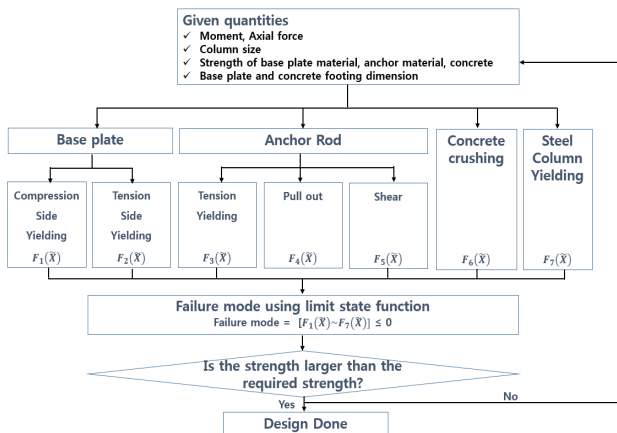 Given quantities
✓ Moment, Axial force
✓ Column size
✓ Strength of base plate material, anchor material, concrete
✓ Base plate and concrete footing dimension
Base plate
Anchor Rod
Concrete
crushing
Steel
Column
Yielding
Compression
Side
Yielding
F₁(X̃)
Tension
Side
Yielding
F₂(X̃)
Tension
Yielding
F₃(X̃)
Pull out
F₄(X̃)
Shear
F₅(X̃)
F₆(X̃)
F₇(X̃)
Failure mode using limit state function
Failure mode = [F₁(X̃)~F₇(X̃)] ≤ 0
Is the strength larger than the
required strength?
Yes
No
Design Done